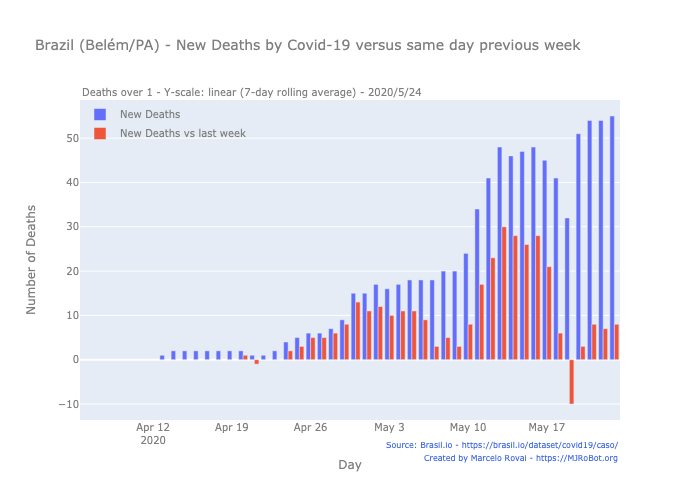 Brazil (Belém/PA) - New Deaths by Covid-19 versus same day previous week
Deaths over 1 - Y-scale: linear (7-day rolling average) - 2020/5/24
New Deaths
New Deaths vs last week
50
40
30
20
10
0
−10
Number of Deaths
Apr 12
2020
Apr 19
Apr 26
May 3
May 10
May 17
Day
Source: Brasil.io - https://brasil.io/dataset/covid19/caso/
Created by Marcelo Rovai - https://MJRoBot.org